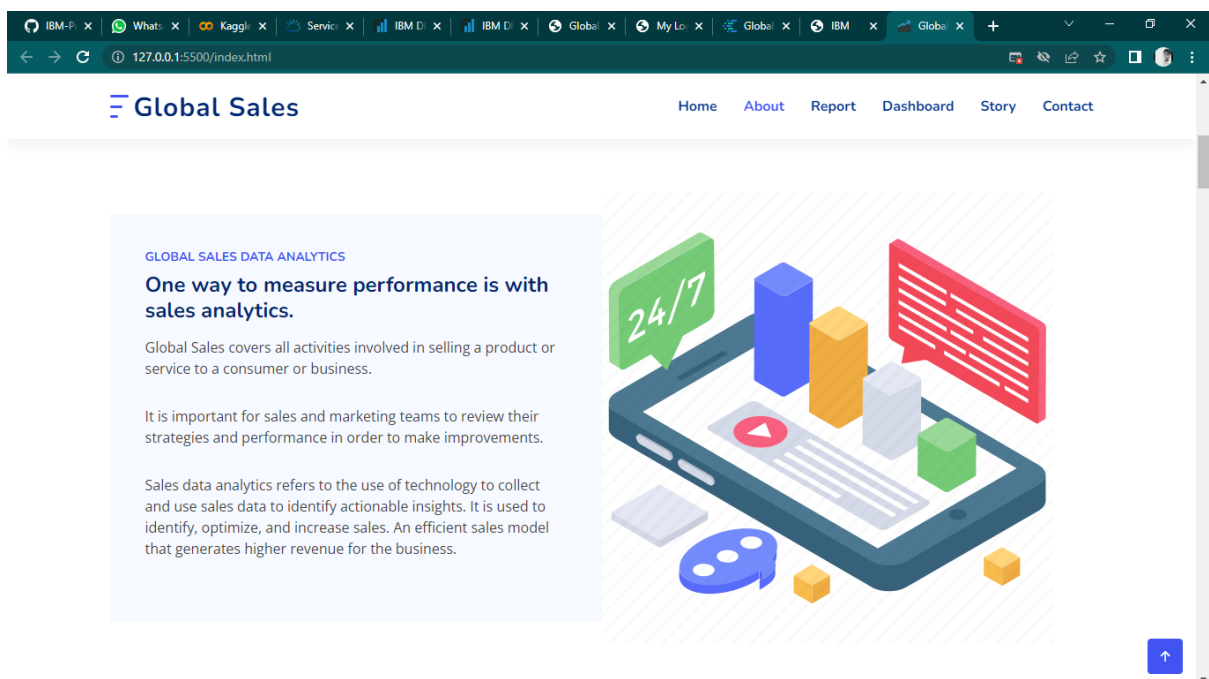 IBM-P
Whats
Kaggle
Service
IBM D
IBM D
Global
My Lo
Global
IBM
Global
127.0.0.1:5500/index.html
Global Sales
Home About Report Dashboard Story Contact
GLOBAL SALES DATA ANALYTICS
One way to measure performance is with
sales analytics.
Global Sales covers all activities involved in selling a product or
service to a consumer or business.
It is important for sales and marketing teams to review their
strategies and performance in order to make improvements.
Sales data analytics refers to the use of technology to collect
and use sales data to identify actionable insights. It is used to
identify, optimize, and increase sales. An efficient sales model
that generates higher revenue for the business.
24/7